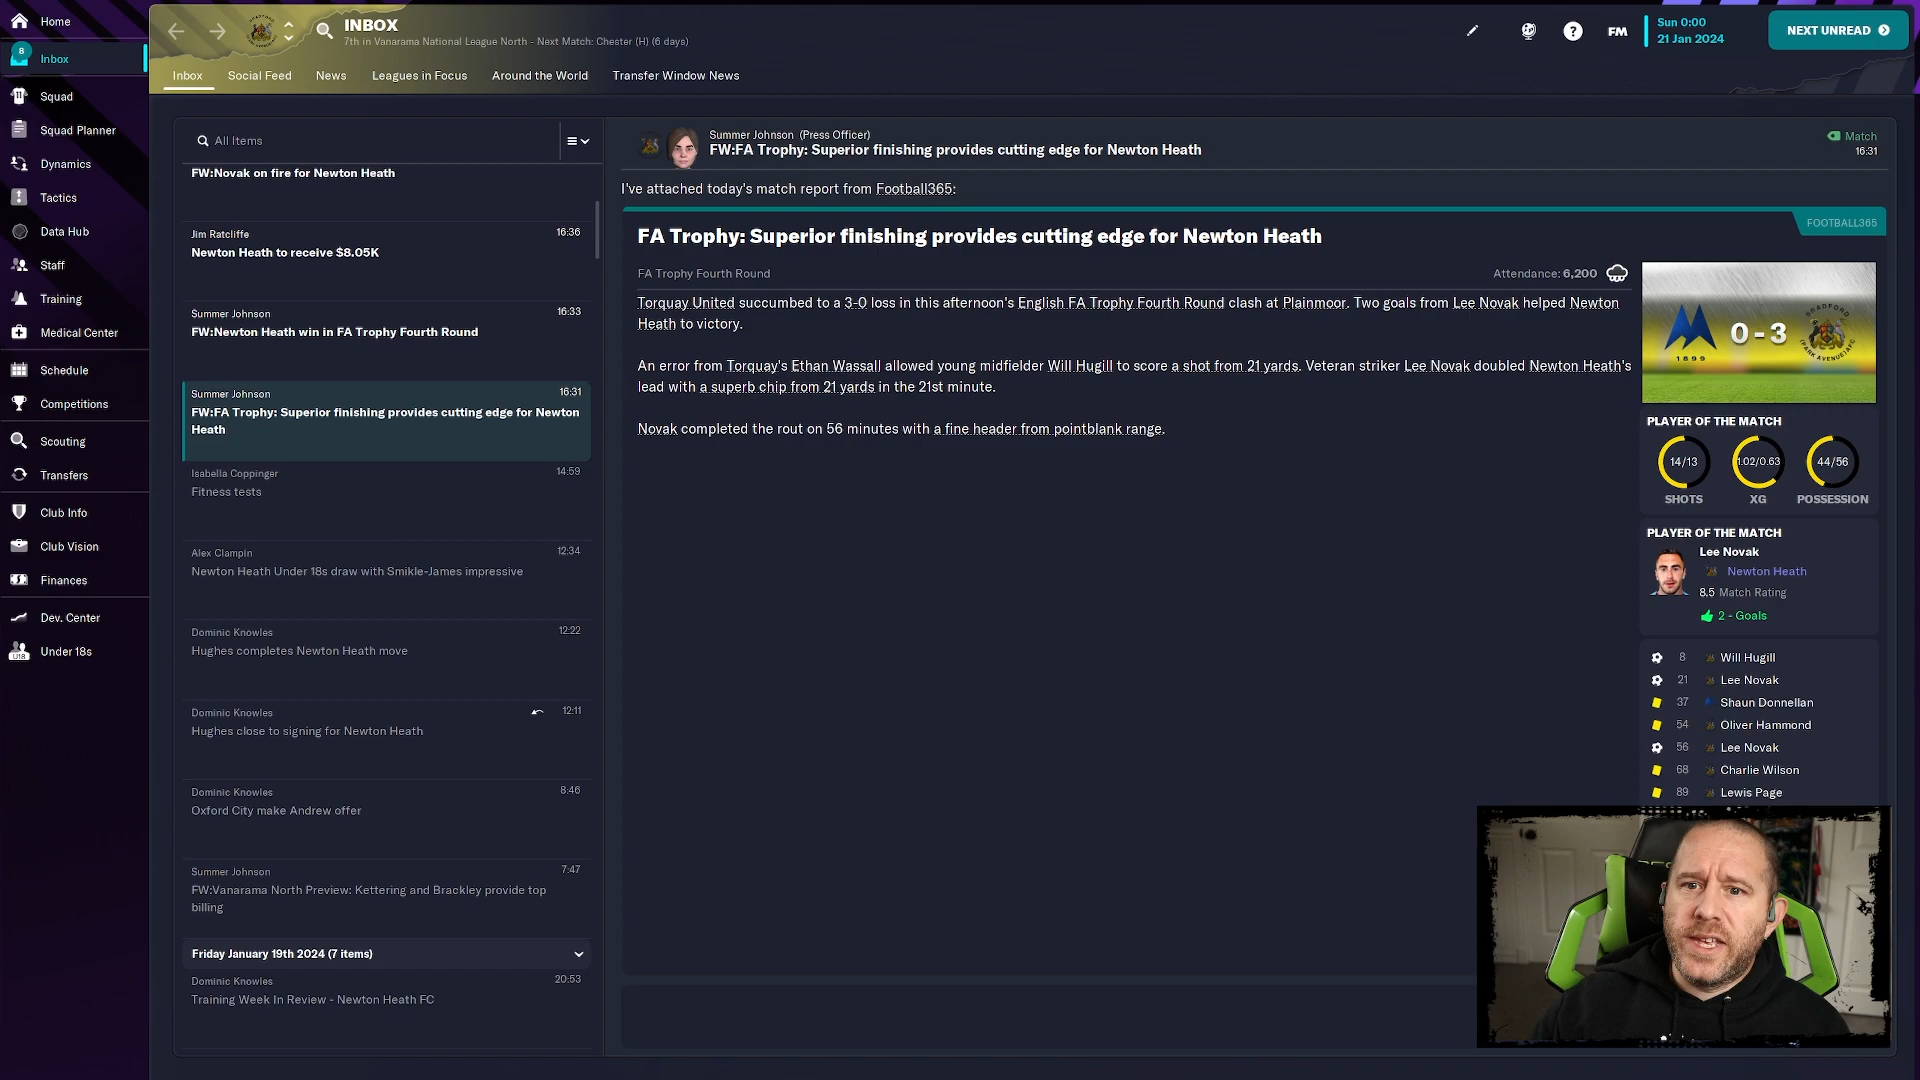 Home
8
Inbox
Squad
Squad Planner
Dynamics
Tactics
Data Hub
Staff
Training
Medical Center
Schedule
Competitions
Scouting
Transfers
Club Info
Club Vision
Finances
Dev. Center
U18
Under 18s
INBOX
7th in Vanarama National League North - Next Match: Chester (H) (6 days)
FM
Sun 0:00
21 Jan 2024
NEXT UNREAD
Inbox
Social Feed
News
Leagues in Focus
Around the World
Transfer Window News
All Items
FW:Novak on fire for Newton Heath
Jim Ratcliffe 16:36
Newton Heath to receive $8.05K
Summer Johnson 16:33
FW:Newton Heath win in FA Trophy Fourth Round
Summer Johnson 16:31
FW:FA Trophy: Superior finishing provides cutting edge for Newton
Heath
Isabella Coppinger 14:59
Fitness tests
Alex Clampin 12:34
Newton Heath Under 18s draw with Smikle-James impressive
Dominic Knowles 12:22
Hughes completes Newton Heath move
Dominic Knowles 12:11
Hughes close to signing for Newton Heath
Dominic Knowles 8:46
Oxford City make Andrew offer
Summer Johnson 7:47
FW:Vanarama North Preview: Kettering and Brackley provide top
billing
Friday January 19th 2024 (7 items)
Dominic Knowles 20:53
Training Week In Review - Newton Heath FC
Summer Johnson (Press Officer)
FW:FA Trophy: Superior finishing provides cutting edge for Newton Heath
Match
16:31
I've attached today's match report from Football365:
FOOTBALL365
FA Trophy: Superior finishing provides cutting edge for Newton Heath
FA Trophy Fourth Round
Attendance: 6,200
Torquay United succumbed to a 3-0 loss in this afternoon's English FA Trophy Fourth Round clash at Plainmoor. Two goals from Lee Novak helped Newton
Heath to victory.
An error from Torquay's Ethan Wassall allowed young midfielder Will Hugill to score a shot from 21 yards. Veteran striker Lee Novak doubled Newton Heath's
lead with a superb chip from 21 yards in the 21st minute.
Novak completed the rout on 56 minutes with a fine header from pointblank range.
1899
0 - 3
BRADFORD
(PARK AVENUE) AFC
PLAYER OF THE MATCH
14/13
1.02/0.63
44/56
SHOTS
XG
POSSESSION
PLAYER OF THE MATCH
Lee Novak
Newton Heath
8.5 Match Rating
2 - Goals
8 Will Hugill
21 Lee Novak
37 Shaun Donnellan
54 Oliver Hammond
56 Lee Novak
68 Charlie Wilson
89 Lewis Page